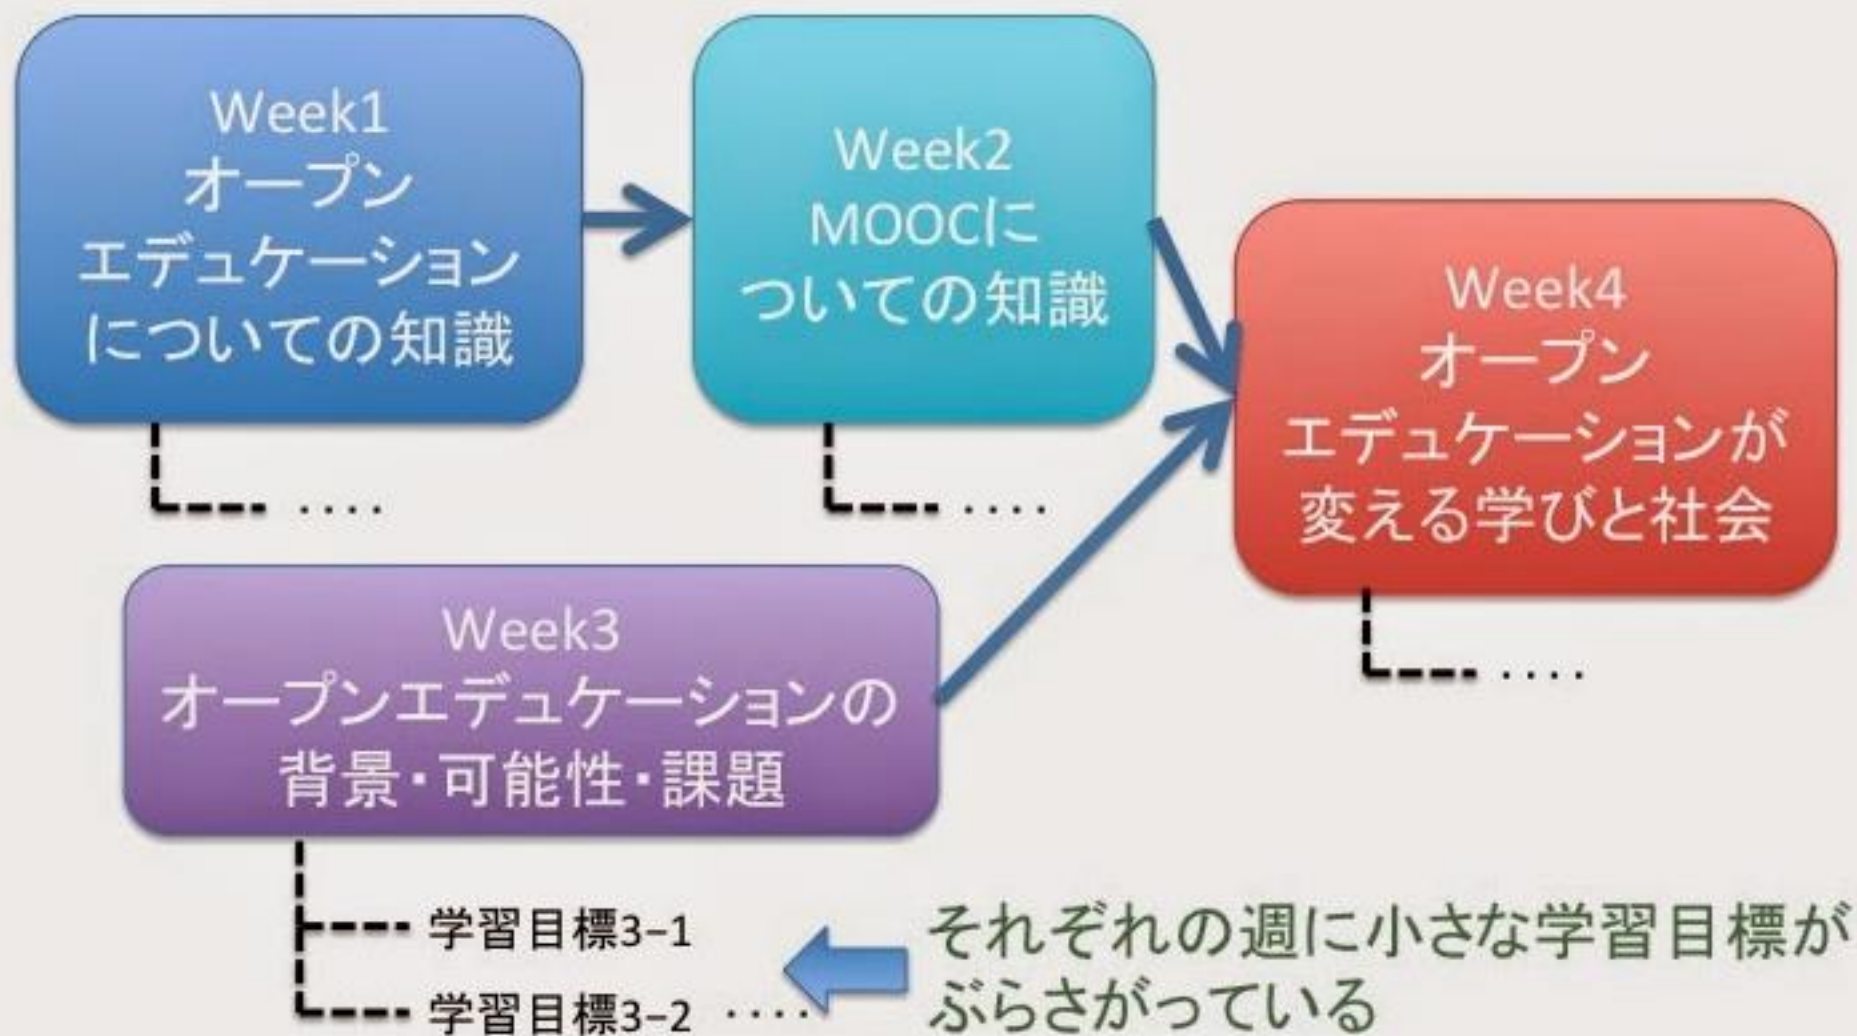 Week1
オープン
エデュケーション
についての知識
Week2
MOOCに
ついての知識
Week4
オープン
エデュケーションが
変える学びと社会
....
....
....
Week3
オープンエデュケーションの
背景・可能性・課題
学習目標3-1
学習目標3-2 ....
それぞれの週に小さな学習目標が
ぶらさがっている